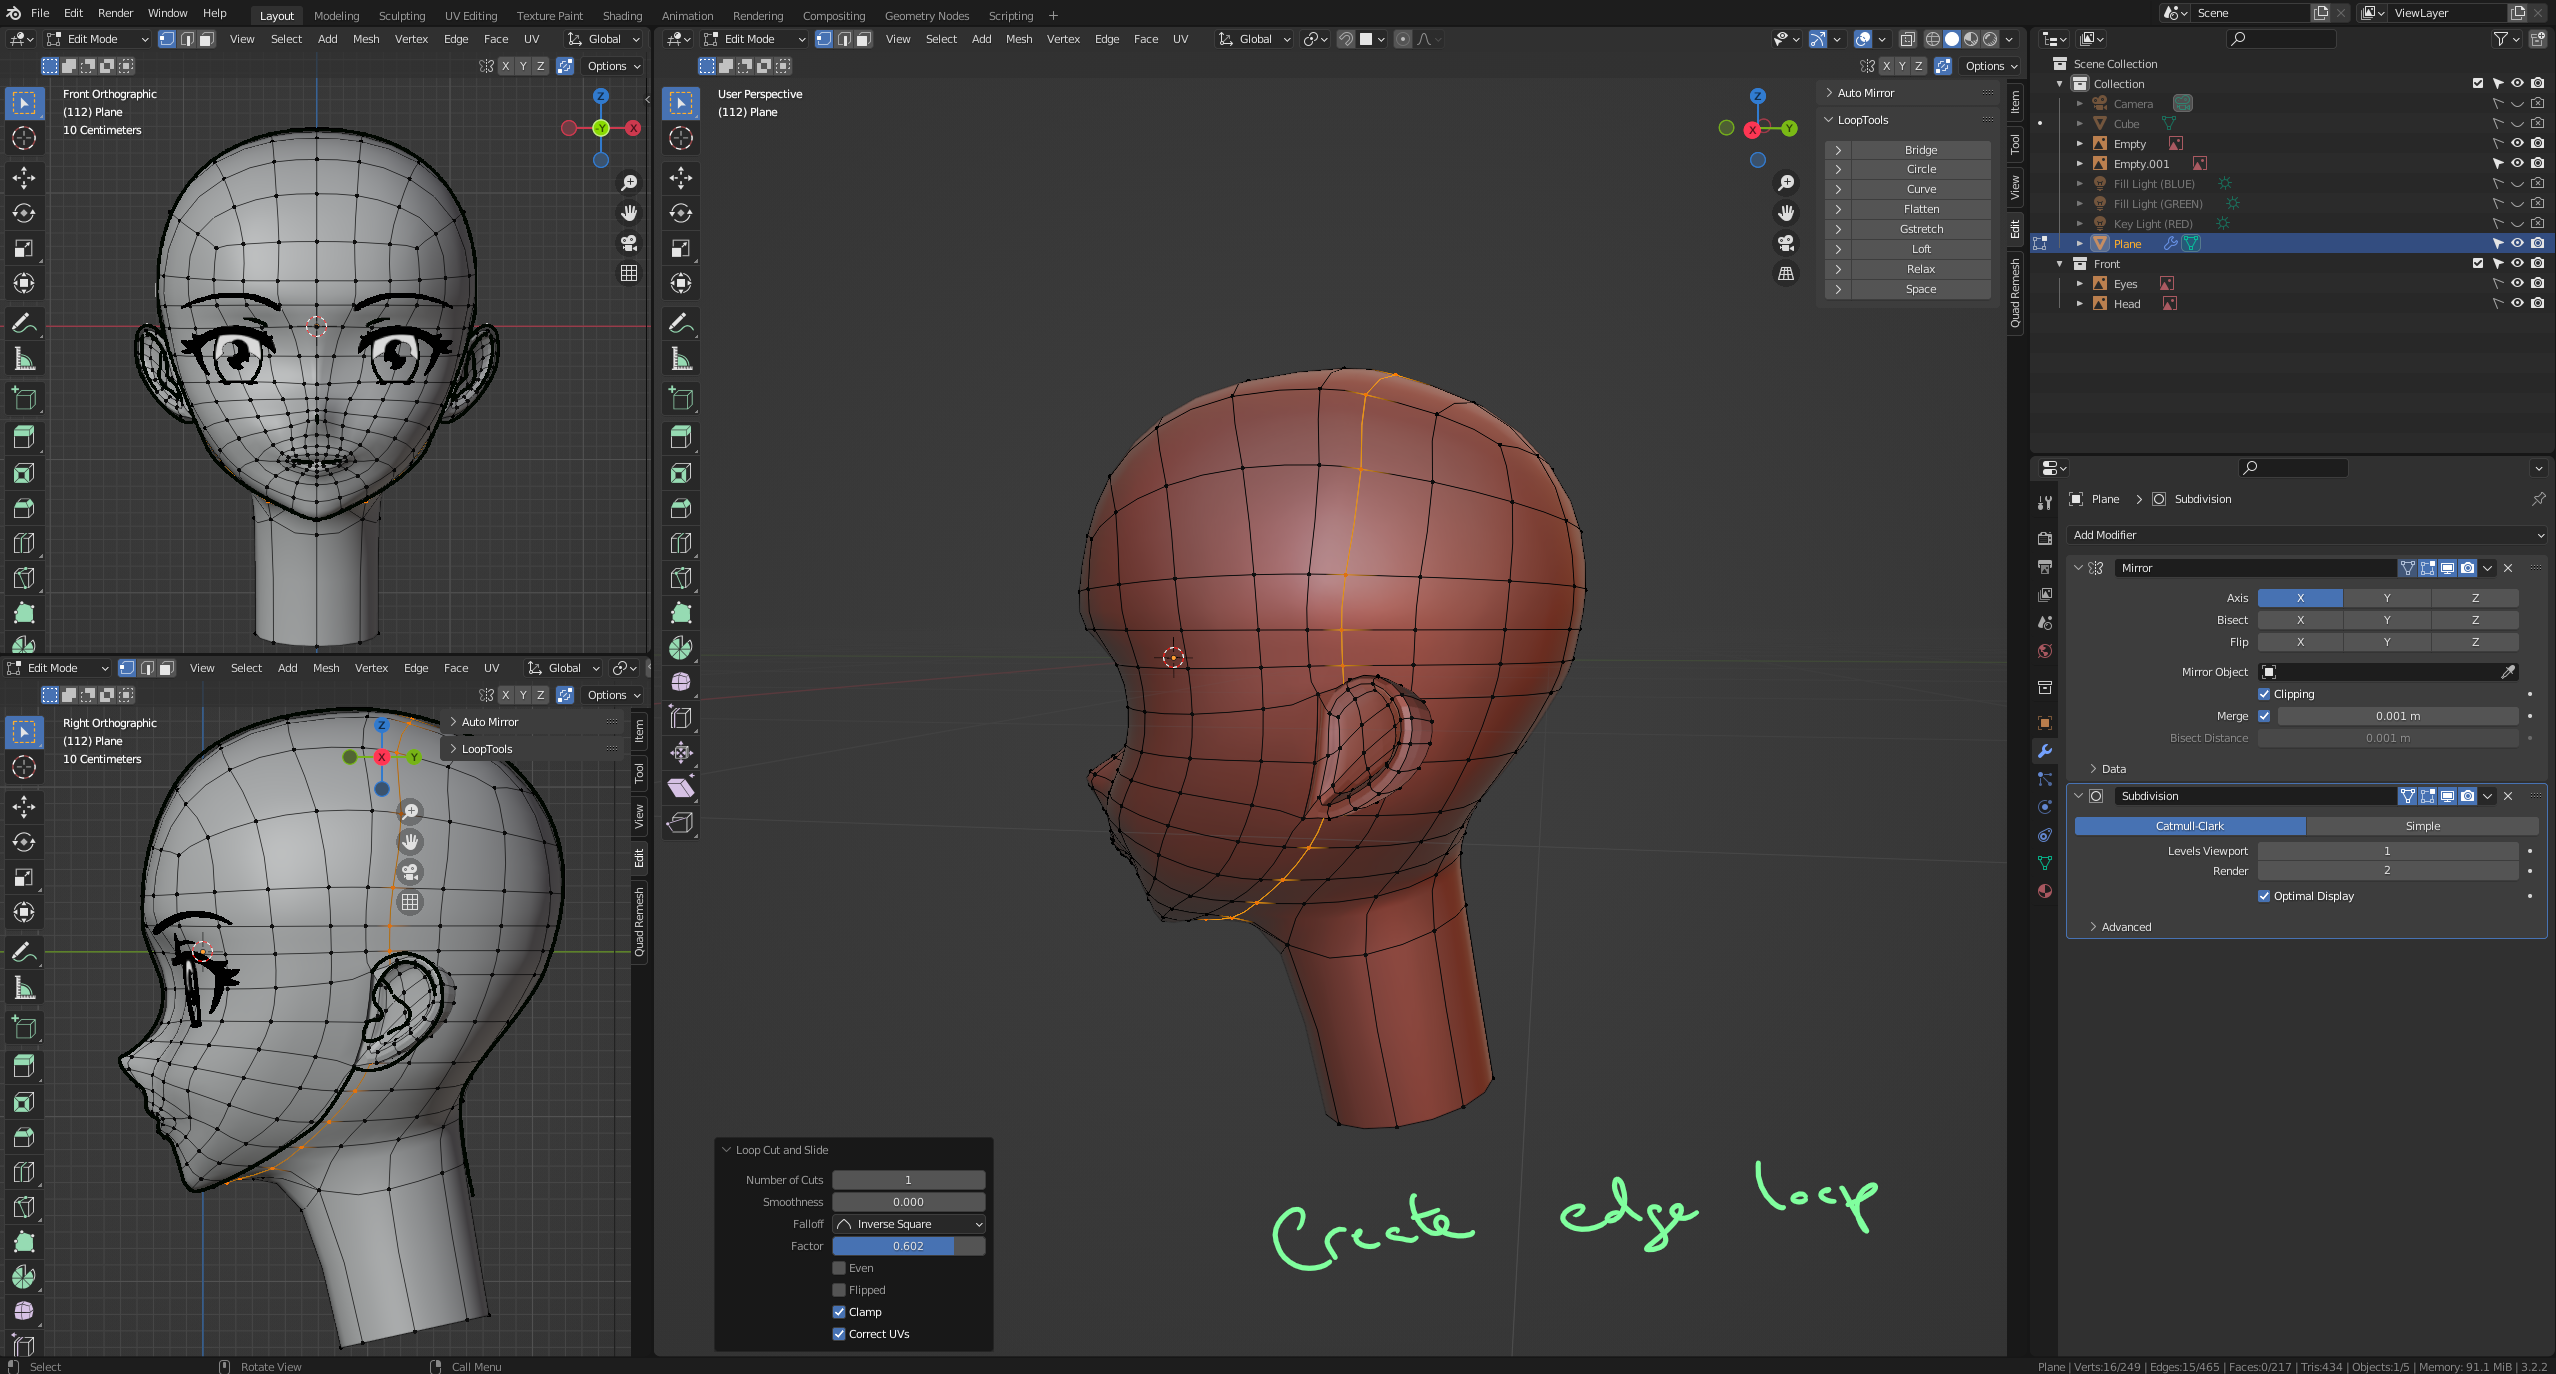 File Edit Render Window Help Layout Modeling Sculpting UV Editing Texture Paint Shading Animation Rendering Compositing Geometry Nodes Scripting + Scene ViewLayer
Edit Mode View Select Add Mesh Vertex Edge Face UV Global
X Y Z Options
Front Orthographic
(112) Plane
10 Centimeters
Z
-Y X
Edit Mode View Select Add Mesh Vertex Edge Face UV Global
X Y Z Options
Right Orthographic
(112) Plane
10 Centimeters
Z
X Y
Auto Mirror
LoopTools
Item
Tool
View
Edit
Quad Remesh
Edit Mode View Select Add Mesh Vertex Edge Face UV Global
X Y Z Options
User Perspective
(112) Plane
Z
X Y
Auto Mirror
LoopTools
Bridge
Circle
Curve
Flatten
Gstretch
Loft
Relax
Space
Item
Tool
View
Edit
Quad Remesh
Loop Cut and Slide
Number of Cuts 1
Smoothness 0.000
Falloff Inverse Square
Factor 0.602
Even
Flipped
Clamp
Correct UVs
Create edge loop
Scene Collection
Collection
Camera
Cube
Empty
Empty.001
Fill Light (BLUE)
Fill Light (GREEN)
Key Light (RED)
Plane
Front
Eyes
Head
Plane > Subdivision
Add Modifier
Mirror
Axis X Y Z
Bisect X Y Z
Flip X Y Z
Mirror Object
Clipping
Merge 0.001 m
Bisect Distance 0.001 m
Data
Subdivision
Catmull-Clark Simple
Levels Viewport 1
Render 2
Optimal Display
Advanced
Select Rotate View Call Menu
Plane | Verts:16/249 | Edges:15/465 | Faces:0/217 | Tris:434 | Objects:1/5 | Memory: 91.1 MiB | 3.2.2